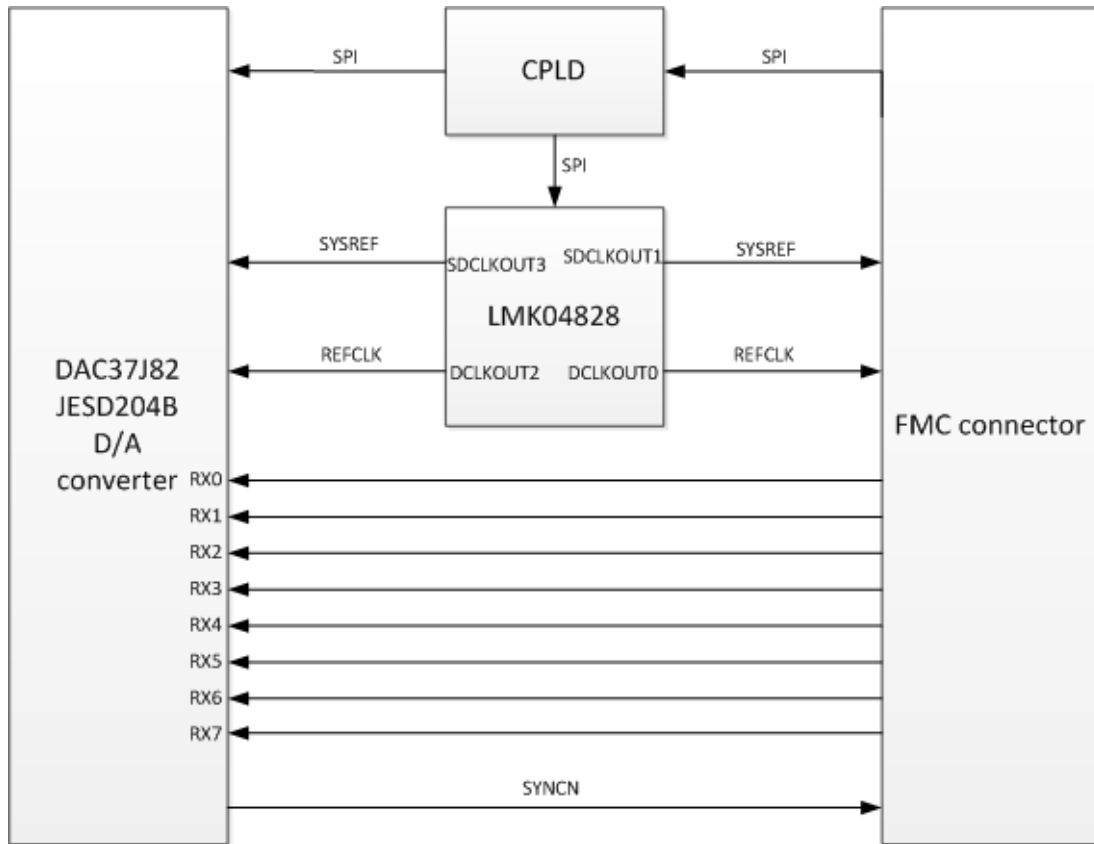 SPI
CPLD
SPI
SPI
SYSREF
SDCLKOUT3
SDCLKOUT1
SYSREF
LMK04828
REFCLK
DCLKOUT2
DCLKOUT0
REFCLK
DAC37J82
JESD204B
D/A
converter
FMC connector
RX0
RX1
RX2
RX3
RX4
RX5
RX6
RX7
SYNCN